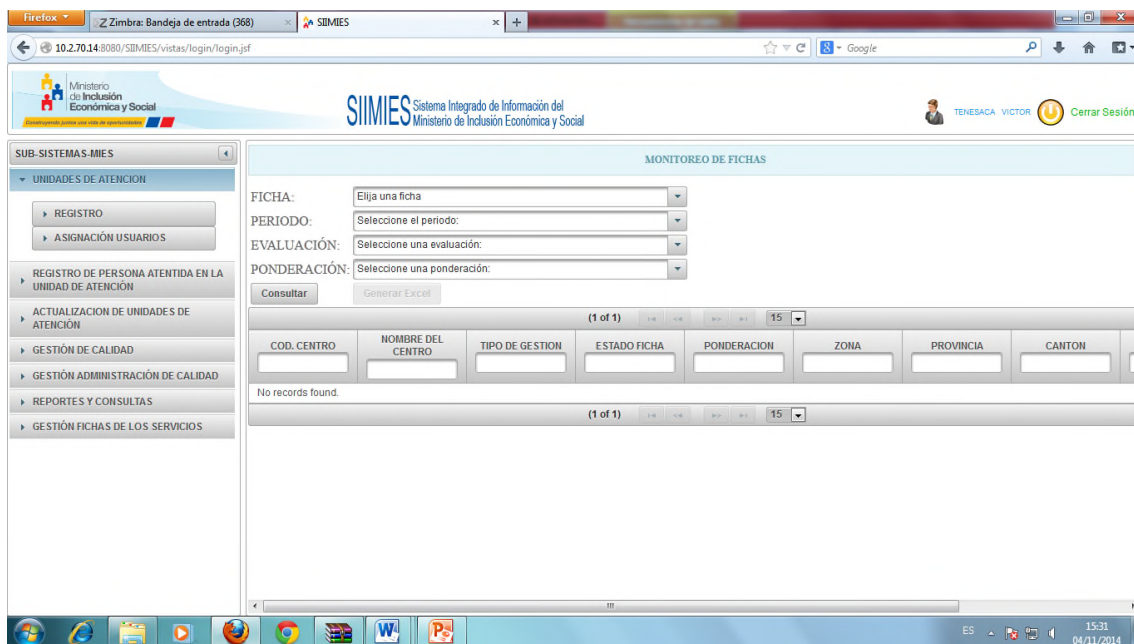 Firefox
Zimbra: Bandeja de entrada (368)
SIIMIES
10.2.70.14:8080/SIIMIES/vistas/login/login.jsf
Google
Ministerio
de Inclusión
Económica y Social
Construyendo juntos una vida de oportunidades
SIIMIES Sistema Integrado de Información del
Ministerio de Inclusión Económica y Social
TENESACA VICTOR
Cerrar Sesión
SUB-SISTEMAS-MIES
UNIDADES DE ATENCION
REGISTRO
ASIGNACIÓN USUARIOS
REGISTRO DE PERSONA ATENTIDA EN LA
UNIDAD DE ATENCIÓN
ACTUALIZACION DE UNIDADES DE
ATENCIÓN
GESTIÓN DE CALIDAD
GESTIÓN ADMINISTRACIÓN DE CALIDAD
REPORTES Y CONSULTAS
GESTIÓN FICHAS DE LOS SERVICIOS
MONITOREO DE FICHAS
FICHA: Elija una ficha
PERIODO: Seleccione el periodo:
EVALUACIÓN: Seleccione una evaluación:
PONDERACIÓN: Seleccione una ponderación:
Consultar Generar Excel
(1 of 1) 15
COD. CENTRO NOMBRE DEL CENTRO TIPO DE GESTION ESTADO FICHA PONDERACION ZONA PROVINCIA CANTON
No records found.
(1 of 1) 15
ES 15:31
04/11/2014